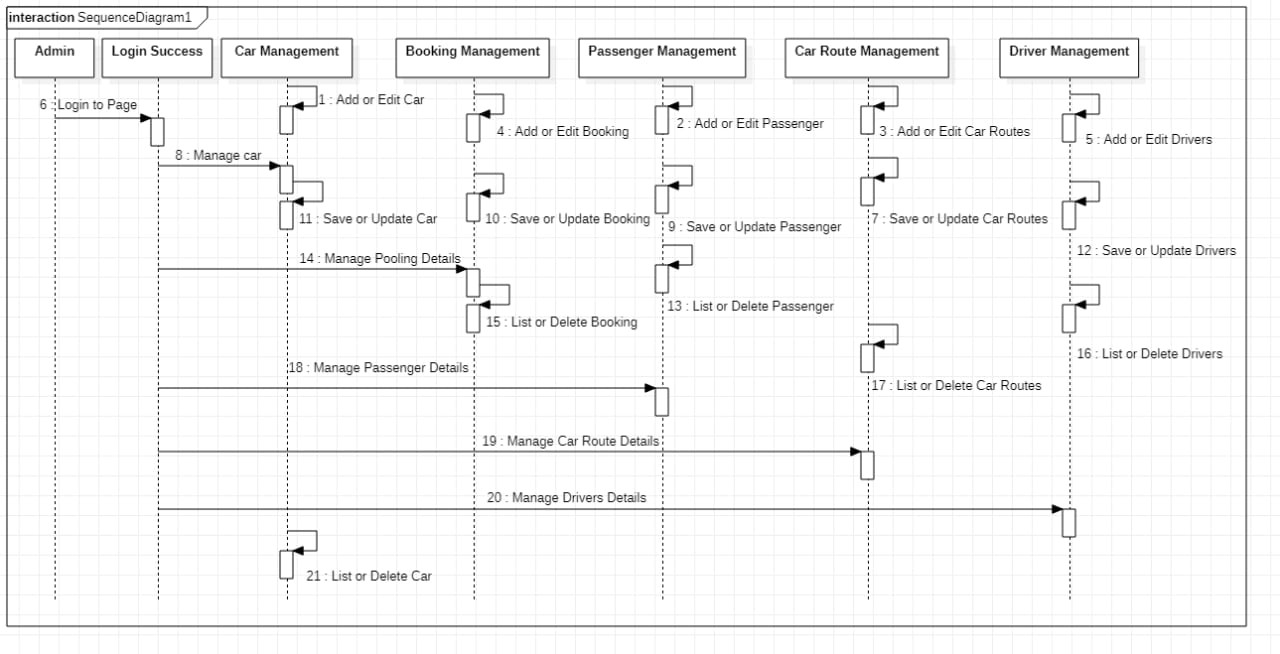 interaction SequenceDiagram1
Admin
Login Success
Car Management
Booking Management
Passenger Management
Car Route Management
Driver Management
6 : Login to Page
1 : Add or Edit Car
4 : Add or Edit Booking
2 : Add or Edit Passenger
3 : Add or Edit Car Routes
5 : Add or Edit Drivers
8 : Manage car
11 : Save or Update Car
10 : Save or Update Booking
9 : Save or Update Passenger
7 : Save or Update Car Routes
12 : Save or Update Drivers
14 : Manage Pooling Details
13 : List or Delete Passenger
15 : List or Delete Booking
16 : List or Delete Drivers
18 : Manage Passenger Details
17 : List or Delete Car Routes
19 : Manage Car Route Details
20 : Manage Drivers Details
21 : List or Delete Car